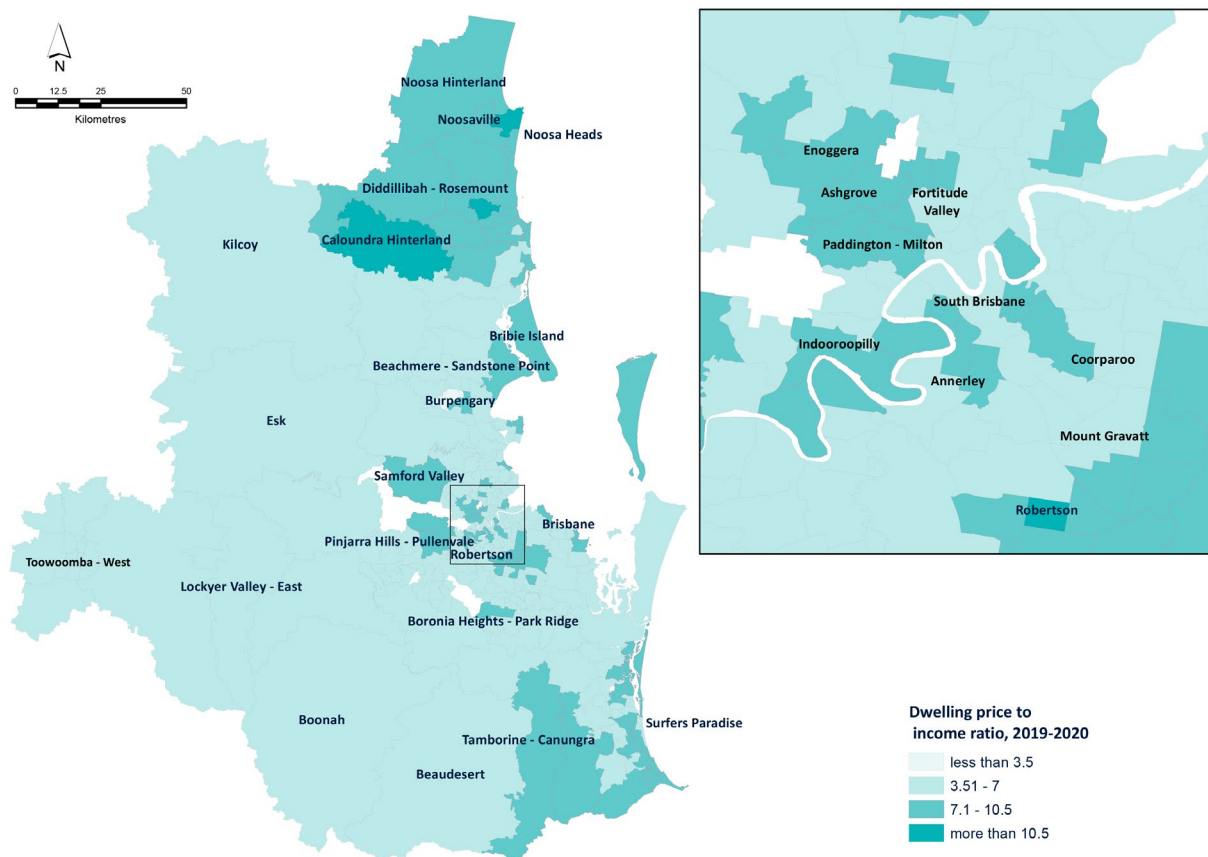 N
0 12.5 25 50
Kilometres
Noosa Hinterland
Noosaville
Noosa Heads
Diddillibah - Rosemount
Kilcoy
Caloundra Hinterland
Bribie Island
Beachmere - Sandstone Point
Burpengary
Esk
Samford Valley
Brisbane
Pinjarra Hills - Pullenvale
Robertson
Toowoomba - West
Lockyer Valley - East
Boronia Heights - Park Ridge
Boonah
Surfers Paradise
Tamborine - Canungra
Beaudesert
Enoggera
Ashgrove
Fortitude
Valley
Paddington - Milton
South Brisbane
Indooroopilly
Coorparoo
Annerley
Mount Gravatt
Robertson
Dwelling price to
income ratio, 2019-2020
less than 3.5
3.51 - 7
7.1 - 10.5
more than 10.5